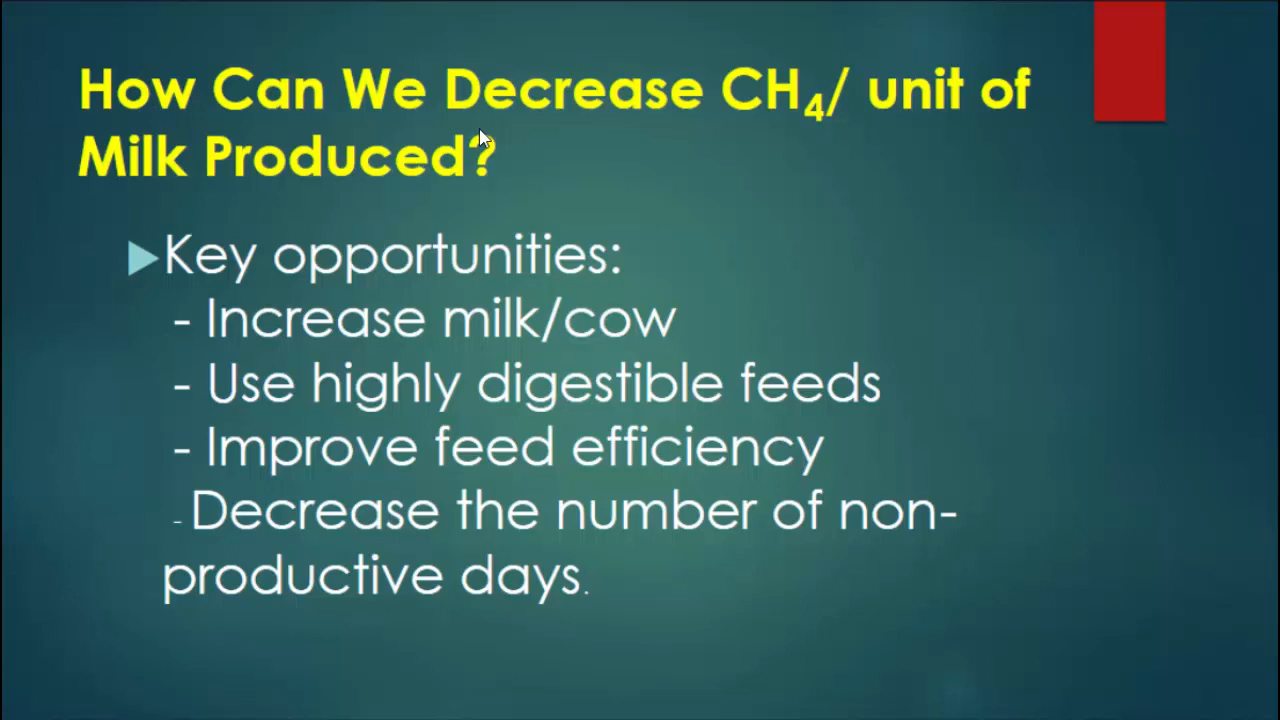 How Can We Decrease CH₄/ unit of
Milk Produced?
Key opportunities:
- Increase milk/cow
- Use highly digestible feeds
- Improve feed efficiency
- Decrease the number of non-
productive days.